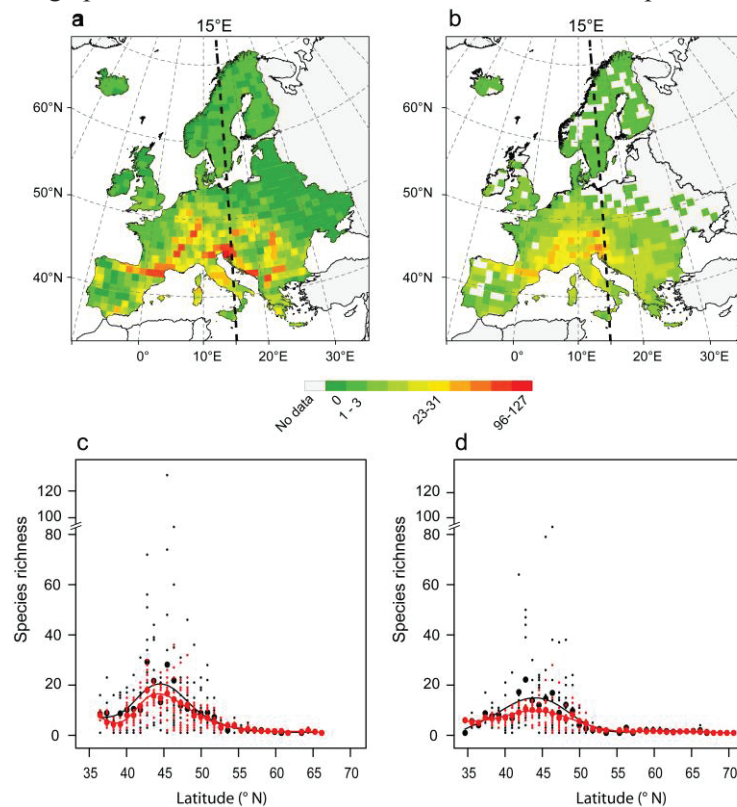 a b
15°E 15°E
60°N 60°N
50°N 50°N
40°N 40°N
0° 10°E 20°E 30°E 0° 10°E 20°E 30°E
No data 0 1 - 3 23-31 96-127
c d
Species richness 120 100 80 60 40 20 0
35 40 45 50 55 60 65 70
Latitude (° N)
Species richness 120 100 80 60 40 20 0
35 40 45 50 55 60 65 70
Latitude (° N)